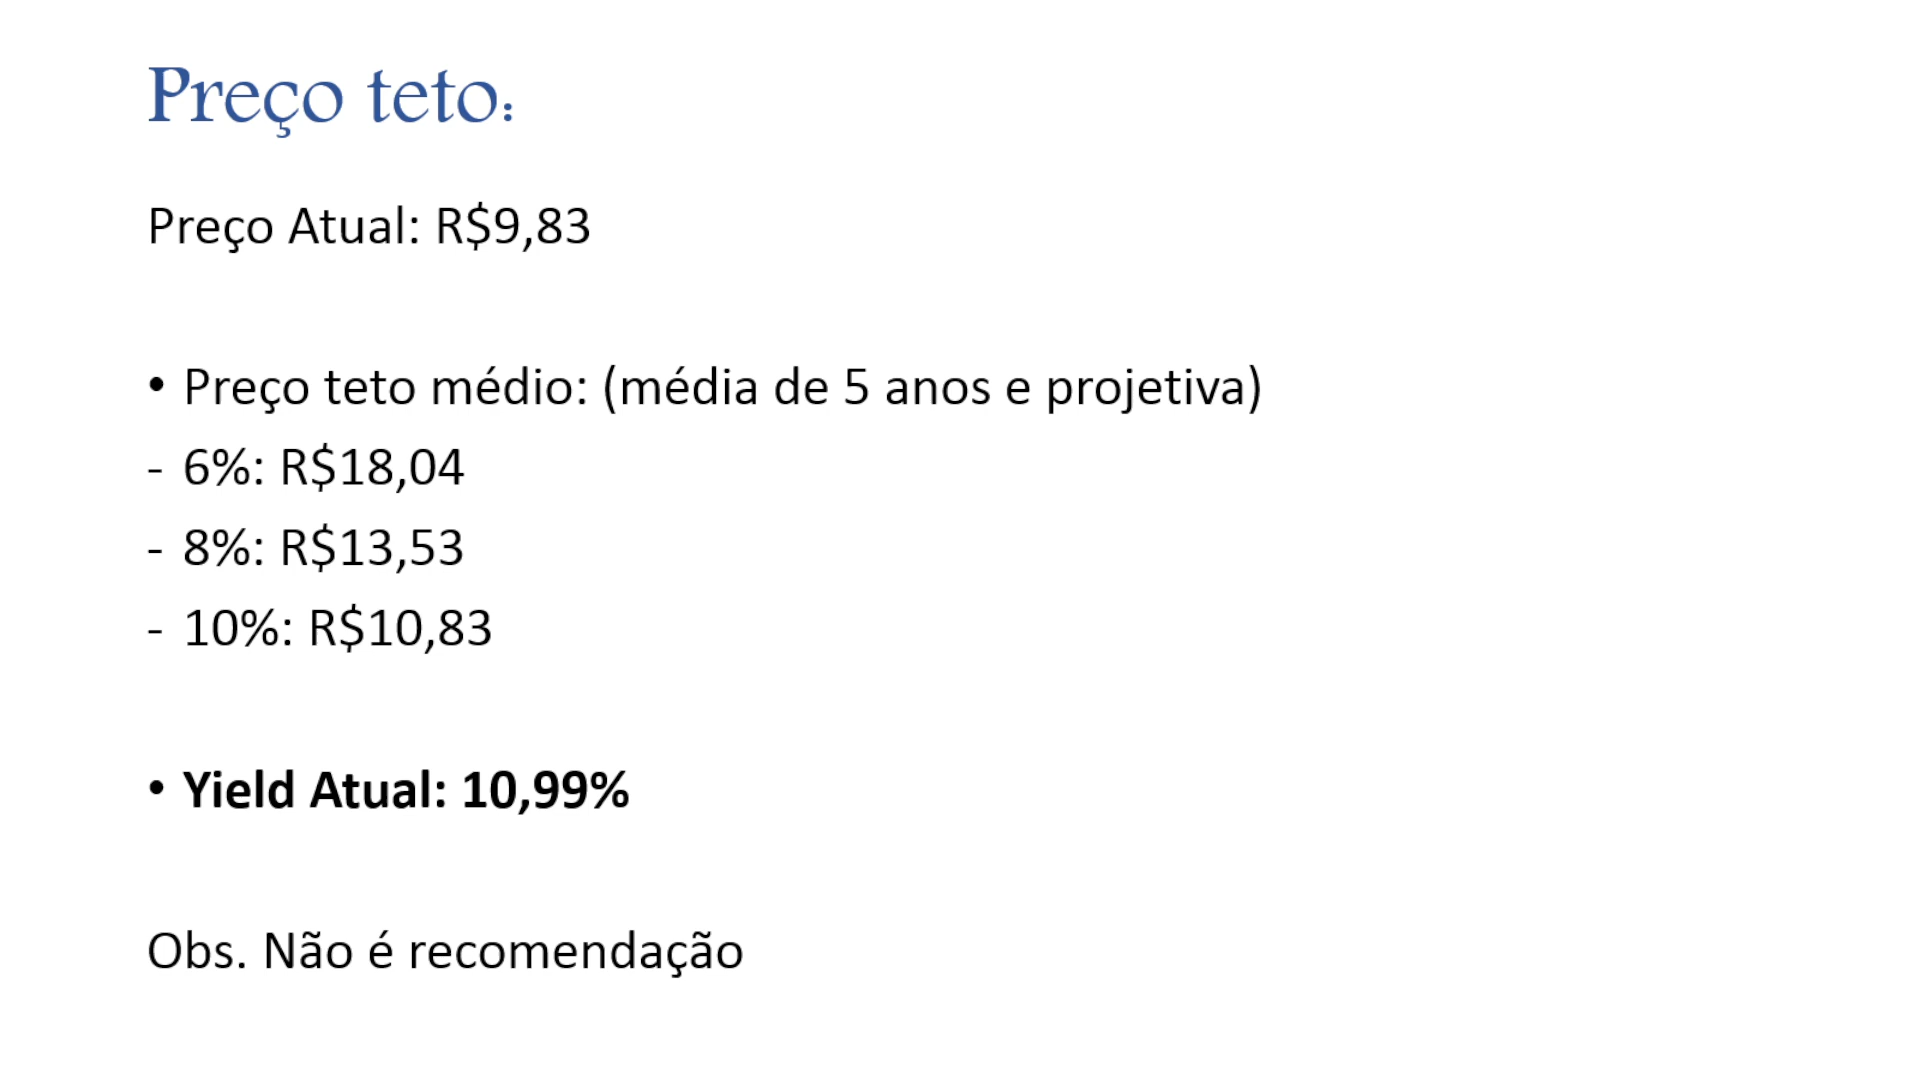 Preço teto:
Preço Atual: R$9,83
• Preço teto médio: (média de 5 anos e projetiva)
- 6%: R$18,04
- 8%: R$13,53
- 10%: R$10,83
• Yield Atual: 10,99%
Obs. Não é recomendação